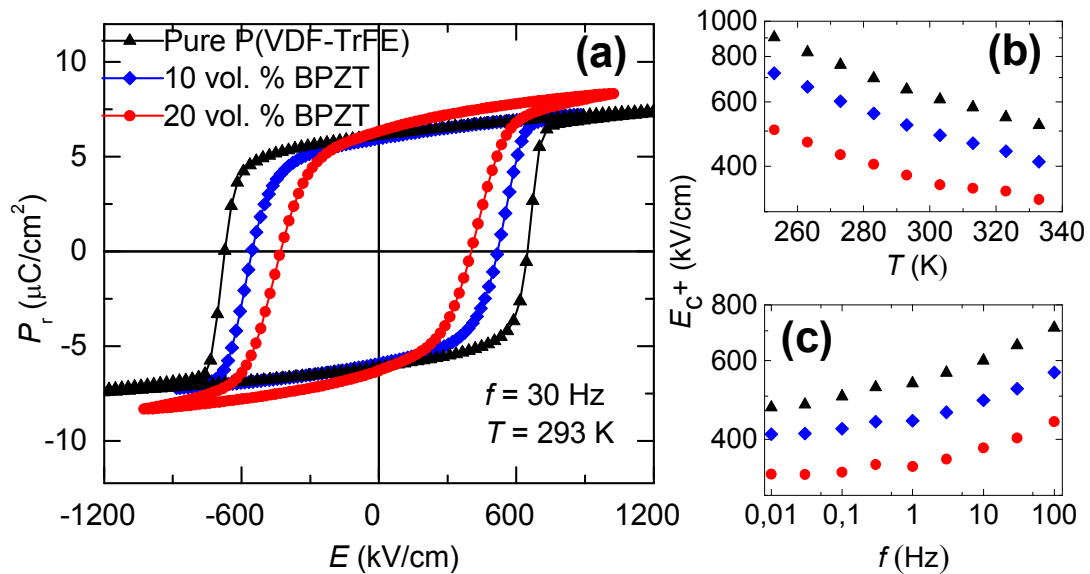 Pure P(VDF-TrFE)
10 vol. % BPZT
20 vol. % BPZT
(a)
10
5
0
-5
-10
P_r (μC/cm²)
f = 30 Hz
T = 293 K
-1200 -600 0 600 1200
E (kV/cm)
1000
800
600
400
(b)
260 280 300 320 340
T (K)
E_C+ (kV/cm)
800
600
400
(c)
0,01 0,1 1 10 100
f (Hz)